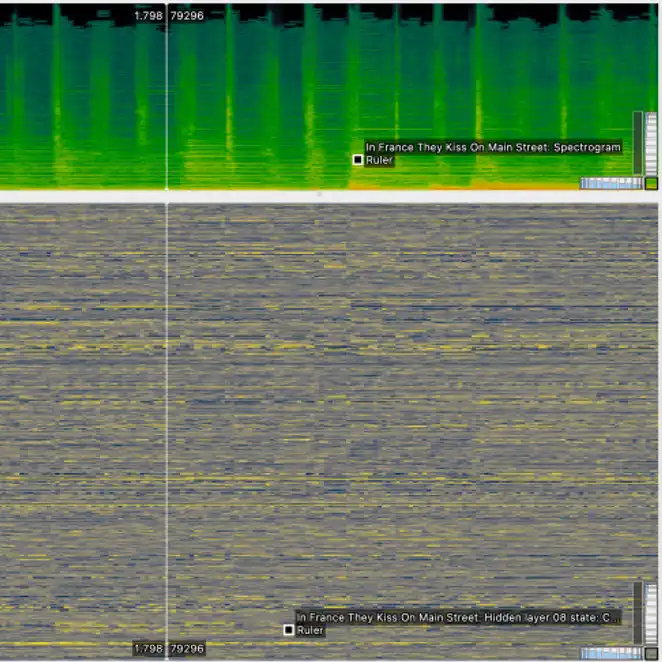 1.798 79296
In France They Kiss On Main Street: Spectrogram
Ruler
In France They Kiss On Main Street: Hidden layer 08 state: C...
Ruler
1.798 79296